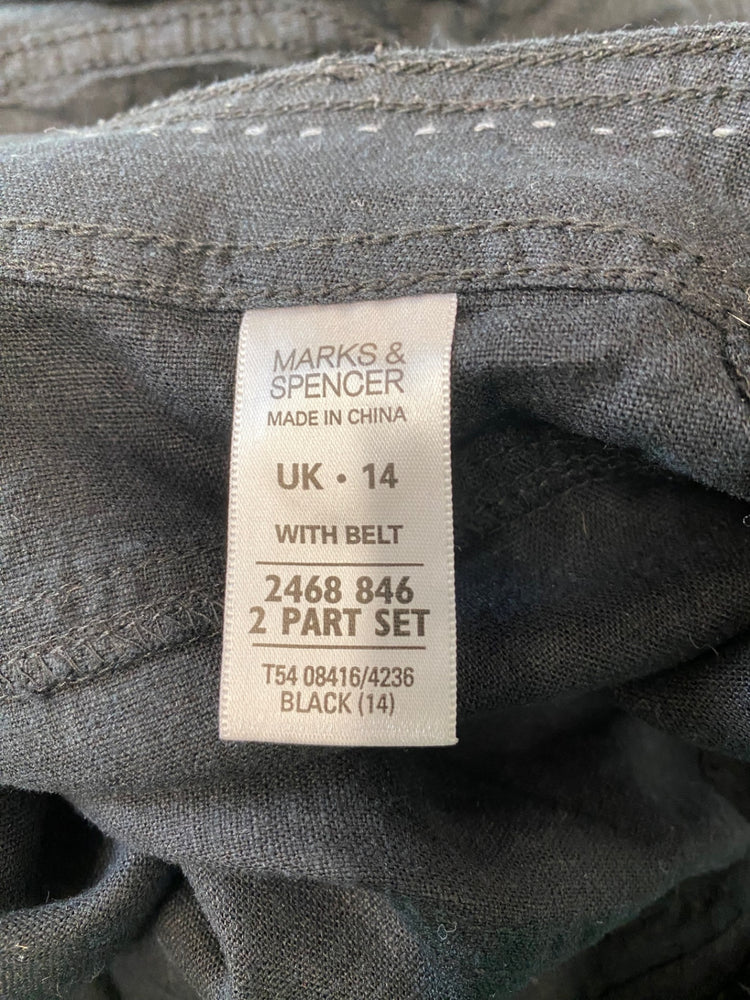 MARKS &
SPENCER
MADE IN CHINA
UK • 14
WITH BELT
2468 846
2 PART SET
T54 08416/4236
BLACK (14)